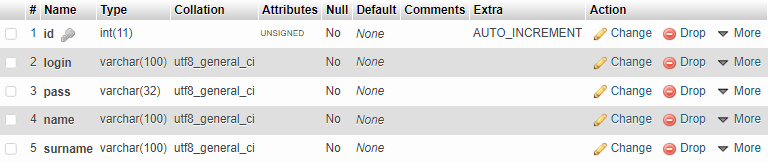 # Name Type Collation Attributes Null Default Comments Extra Action
1 id int(11) UNSIGNED No None AUTO_INCREMENT Change Drop More
2 login varchar(100) utf8_general_ci No None Change Drop More
3 pass varchar(32) utf8_general_ci No None Change Drop More
4 name varchar(100) utf8_general_ci No None Change Drop More
5 surname varchar(100) utf8_general_ci No None Change Drop More